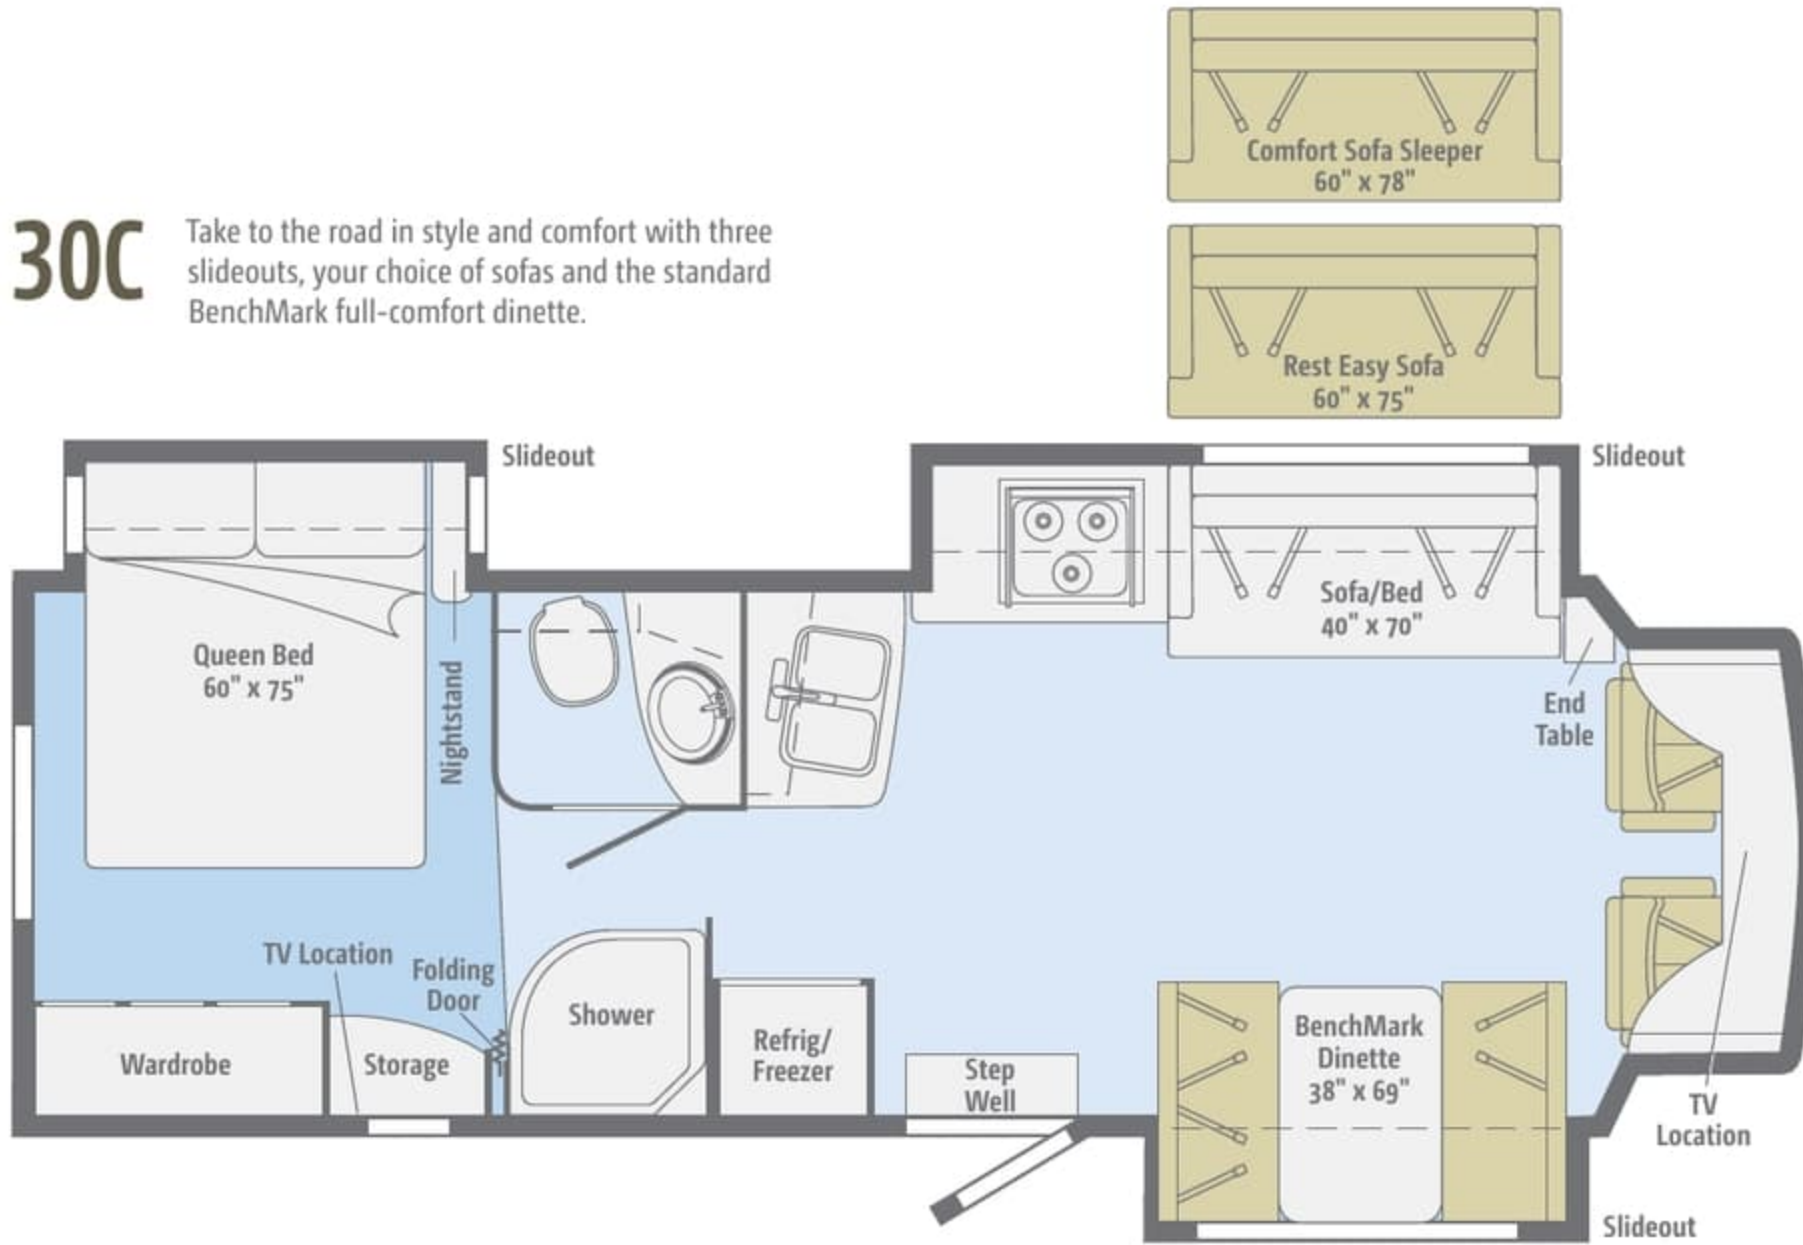 Comfort Sofa Sleeper
60" x 78"
30C
Take to the road in style and comfort with three
slideouts, your choice of sofas and the standard
BenchMark full-comfort dinette.
Rest Easy Sofa
60" x 75"
Slideout
Slideout
Sofa/Bed
40" x 70"
Queen Bed
60" x 75"
Nightstand
End
Table
TV Location
Folding
Door
Shower
Refrig/
Freezer
Wardrobe
Storage
Step
Well
BenchMark
Dinette
38" x 69"
TV
Location
Slideout